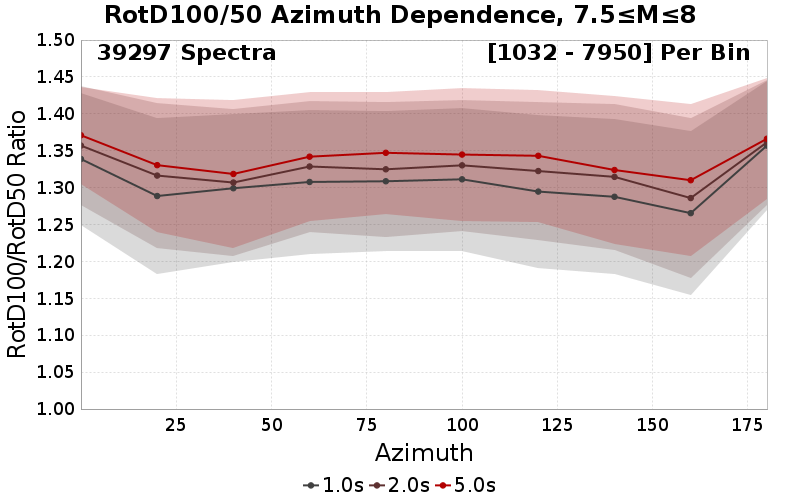 RotD100/50 Azimuth Dependence, 7.5≤M≤8
39297 Spectra
[1032 - 7950] Per Bin
RotD100/RotD50 Ratio
1.50
1.45
1.40
1.35
1.30
1.25
1.20
1.15
1.10
1.05
1.00
25 50 75 100 125 150 175
Azimuth
1.0s 2.0s 5.0s